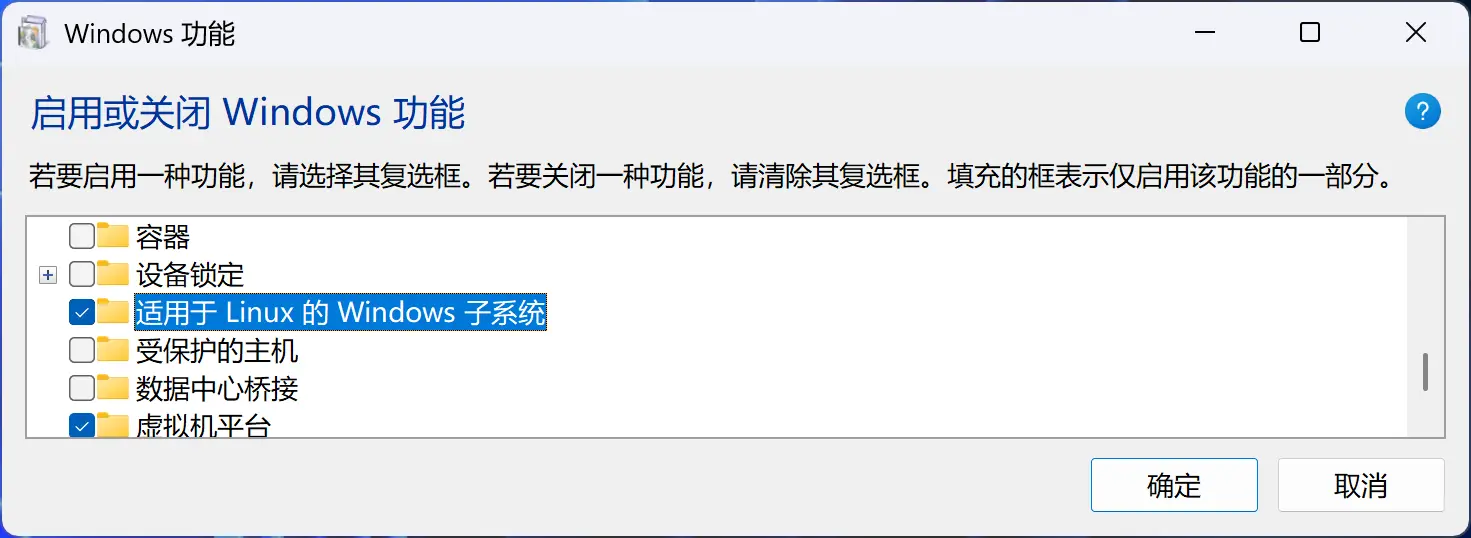 Windows 功能
启用或关闭 Windows 功能
?
若要启用一种功能，请选择其复选框。若要关闭一种功能，请清除其复选框。填充的框表示仅启用该功能的一部分。
容器
设备锁定
适用于 Linux 的 Windows 子系统
受保护的主机
数据中心桥接
虚拟机平台
确定
取消